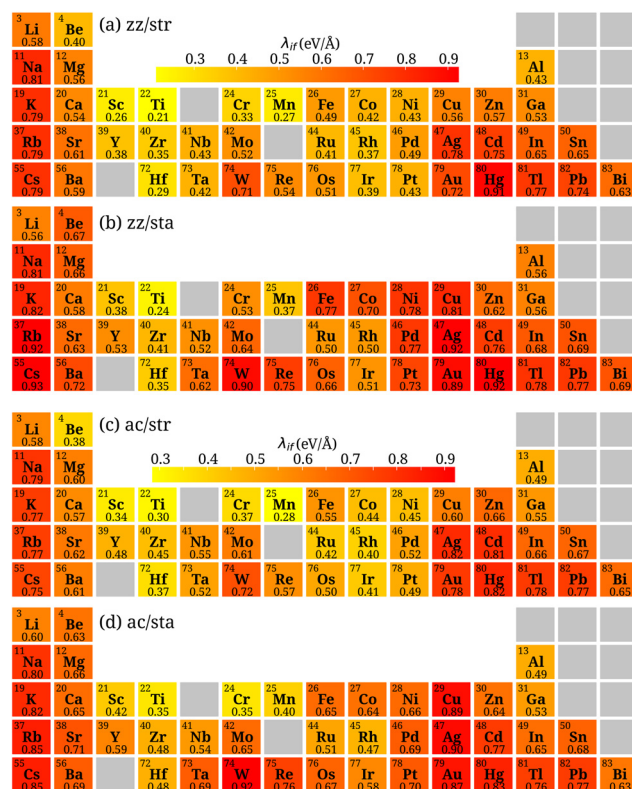 3 4 (a) zz/str
Li Be λif (eV/Å)
0.58 0.40 0.3 0.5 0.7 0.9
11 12 13
Na Mg Al
0.81 0.56 0.43
19 20 21 22 24 25 26 27 28 29 30 31
K Ca Sc Ti Cr Mn Fe Co Ni Cu Zn Ga
0.79 0.54 0.26 0.21 0.33 0.27 0.49 0.42 0.43 0.56 0.57 0.53
37 38 39 40 41 42 44 45 46 47 48 49 50
Rb Sr Y Zr Nb Mo Ru Rh Pd Ag Cd In Sn
0.79 0.61 0.38 0.35 0.43 0.52 0.41 0.37 0.49 0.78 0.75 0.65 0.65
55 56 72 73 74 75 76 77 78 79 80 81 82 83
Cs Ba Hf Ta W Re Os Ir Pt Au Hg Tl Pb Bi
0.79 0.59 0.29 0.42 0.71 0.54 0.51 0.39 0.43 0.72 0.91 0.77 0.74 0.63
3 4 (b) zz/sta
Li Be
0.56 0.67
11 12 13
Na Mg Al
0.81 0.66 0.56
19 20 21 22 24 25 26 27 28 29 30 31
K Ca Sc Ti Cr Mn Fe Co Ni Cu Zn Ga
0.82 0.58 0.38 0.24 0.53 0.37 0.77 0.70 0.78 0.81 0.62 0.56
37 38 39 40 41 42 44 45 46 47 48 49 50
Rb Sr Y Zr Nb Mo Ru Rh Pd Ag Cd In Sn
0.92 0.63 0.53 0.41 0.52 0.64 0.50 0.50 0.77 0.92 0.76 0.68 0.69
55 56 72 73 74 75 76 77 78 79 80 81 82 83
Cs Ba Hf Ta W Re Os Ir Pt Au Hg Tl Pb Bi
0.93 0.72 0.35 0.62 0.90 0.75 0.66 0.51 0.73 0.89 0.92 0.78 0.77 0.69
3 4 (c) ac/str
Li Be λif (eV/Å)
0.58 0.38 0.3 0.4 0.5 0.6 0.7 0.8 0.9
11 12 13
Na Mg Al
0.79 0.60 0.49
19 20 21 22 24 25 26 27 28 29 30 31
K Ca Sc Ti Cr Mn Fe Co Ni Cu Zn Ga
0.77 0.57 0.34 0.30 0.37 0.28 0.55 0.44 0.45 0.60 0.66 0.55
37 38 39 40 41 42 44 45 46 47 48 49 50
Rb Sr Y Zr Nb Mo Ru Rh Pd Ag Cd In Sn
0.77 0.62 0.48 0.45 0.55 0.61 0.42 0.40 0.52 0.82 0.81 0.66 0.67
55 56 72 73 74 75 76 77 78 79 80 81 82 83
Cs Ba Hf Ta W Re Os Ir Pt Au Hg Tl Pb Bi
0.75 0.61 0.37 0.52 0.72 0.57 0.50 0.41 0.49 0.78 0.82 0.78 0.77 0.65
3 4 (d) ac/sta
Li Be
0.60 0.63
11 12 13
Na Mg Al
0.80 0.66 0.49
19 20 21 22 24 25 26 27 28 29 30 31
K Ca Sc Ti Cr Mn Fe Co Ni Cu Zn Ga
0.82 0.65 0.42 0.35 0.35 0.40 0.65 0.64 0.66 0.89 0.64 0.53
37 38 39 40 41 42 44 45 46 47 48 49 50
Rb Sr Y Zr Nb Mo Ru Rh Pd Ag Cd In Sn
0.85 0.71 0.59 0.48 0.54 0.65 0.51 0.47 0.69 0.90 0.77 0.65 0.68
55 56 72 73 74 75 76 77 78 79 80 81 82 83
Cs Ba Hf Ta W Re Os Ir Pt Au Hg Tl Pb Bi
0.85 0.69 0.48 0.69 0.92 0.76 0.67 0.58 0.70 0.87 0.83 0.76 0.77 0.63